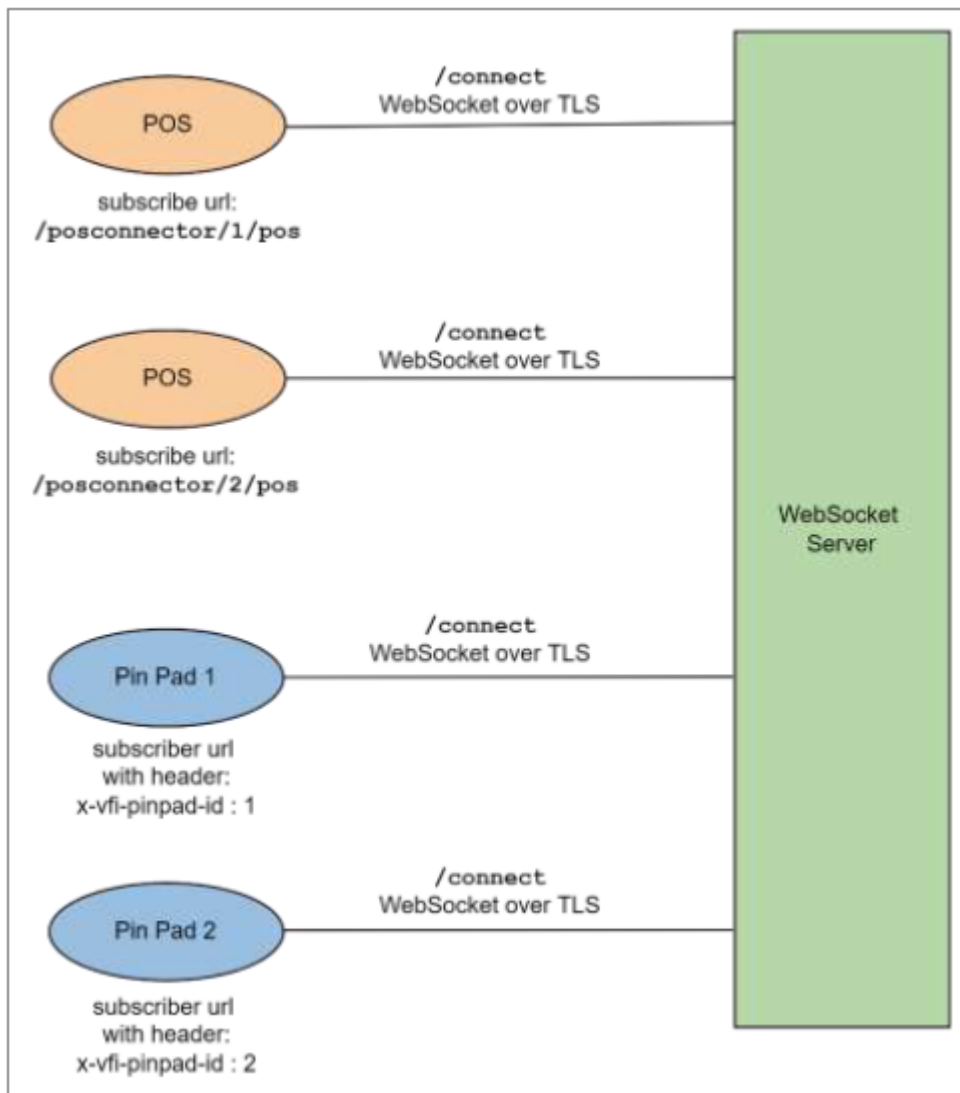 /connect
WebSocket over TLS
POS
subscribe url:
/posconnector/1/pos
/connect
WebSocket over TLS
POS
subscribe url:
/posconnector/2/pos
WebSocket
Server
/connect
WebSocket over TLS
Pin Pad 1
subscriber url
with header:
x-vfi-pinpad-id : 1
/connect
WebSocket over TLS
Pin Pad 2
subscriber url
with header:
x-vfi-pinpad-id : 2